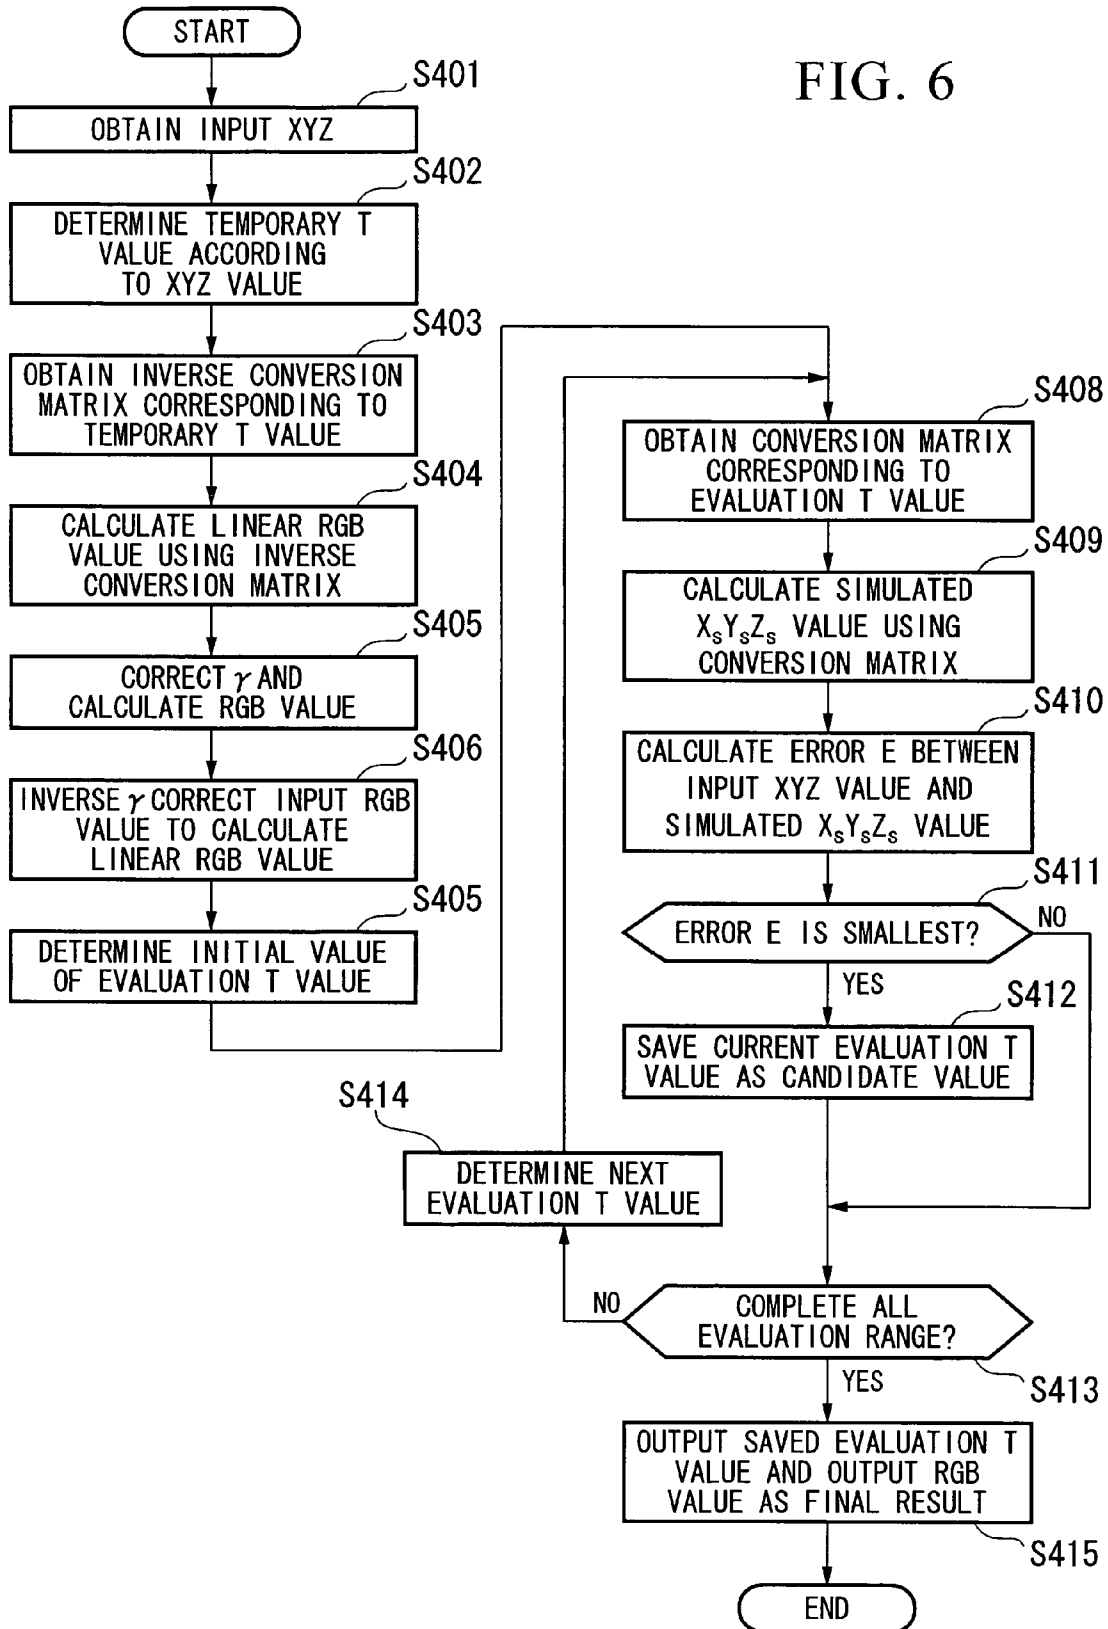 FIG. 6
START
S401
OBTAIN INPUT XYZ
S402
DETERMINE TEMPORARY T
VALUE ACCORDING
TO XYZ VALUE
S403
OBTAIN INVERSE CONVERSION
MATRIX CORRESPONDING TO
TEMPORARY T VALUE
S404
CALCULATE LINEAR RGB
VALUE USING INVERSE
CONVERSION MATRIX
S405
CORRECT γ AND
CALCULATE RGB VALUE
S406
INVERSE γ CORRECT INPUT RGB
VALUE TO CALCULATE
LINEAR RGB VALUE
S405
DETERMINE INITIAL VALUE
OF EVALUATION T VALUE
S408
OBTAIN CONVERSION MATRIX
CORRESPONDING TO
EVALUATION T VALUE
S409
CALCULATE SIMULATED
XsYsZs VALUE USING
CONVERSION MATRIX
S410
CALCULATE ERROR E BETWEEN
INPUT XYZ VALUE AND
SIMULATED XsYsZs VALUE
S411
ERROR E IS SMALLEST?
NO
YES
S412
SAVE CURRENT EVALUATION T
VALUE AS CANDIDATE VALUE
S414
DETERMINE NEXT
EVALUATION T VALUE
NO
COMPLETE ALL
EVALUATION RANGE?
YES
S413
OUTPUT SAVED EVALUATION T
VALUE AND OUTPUT RGB
VALUE AS FINAL RESULT
S415
END